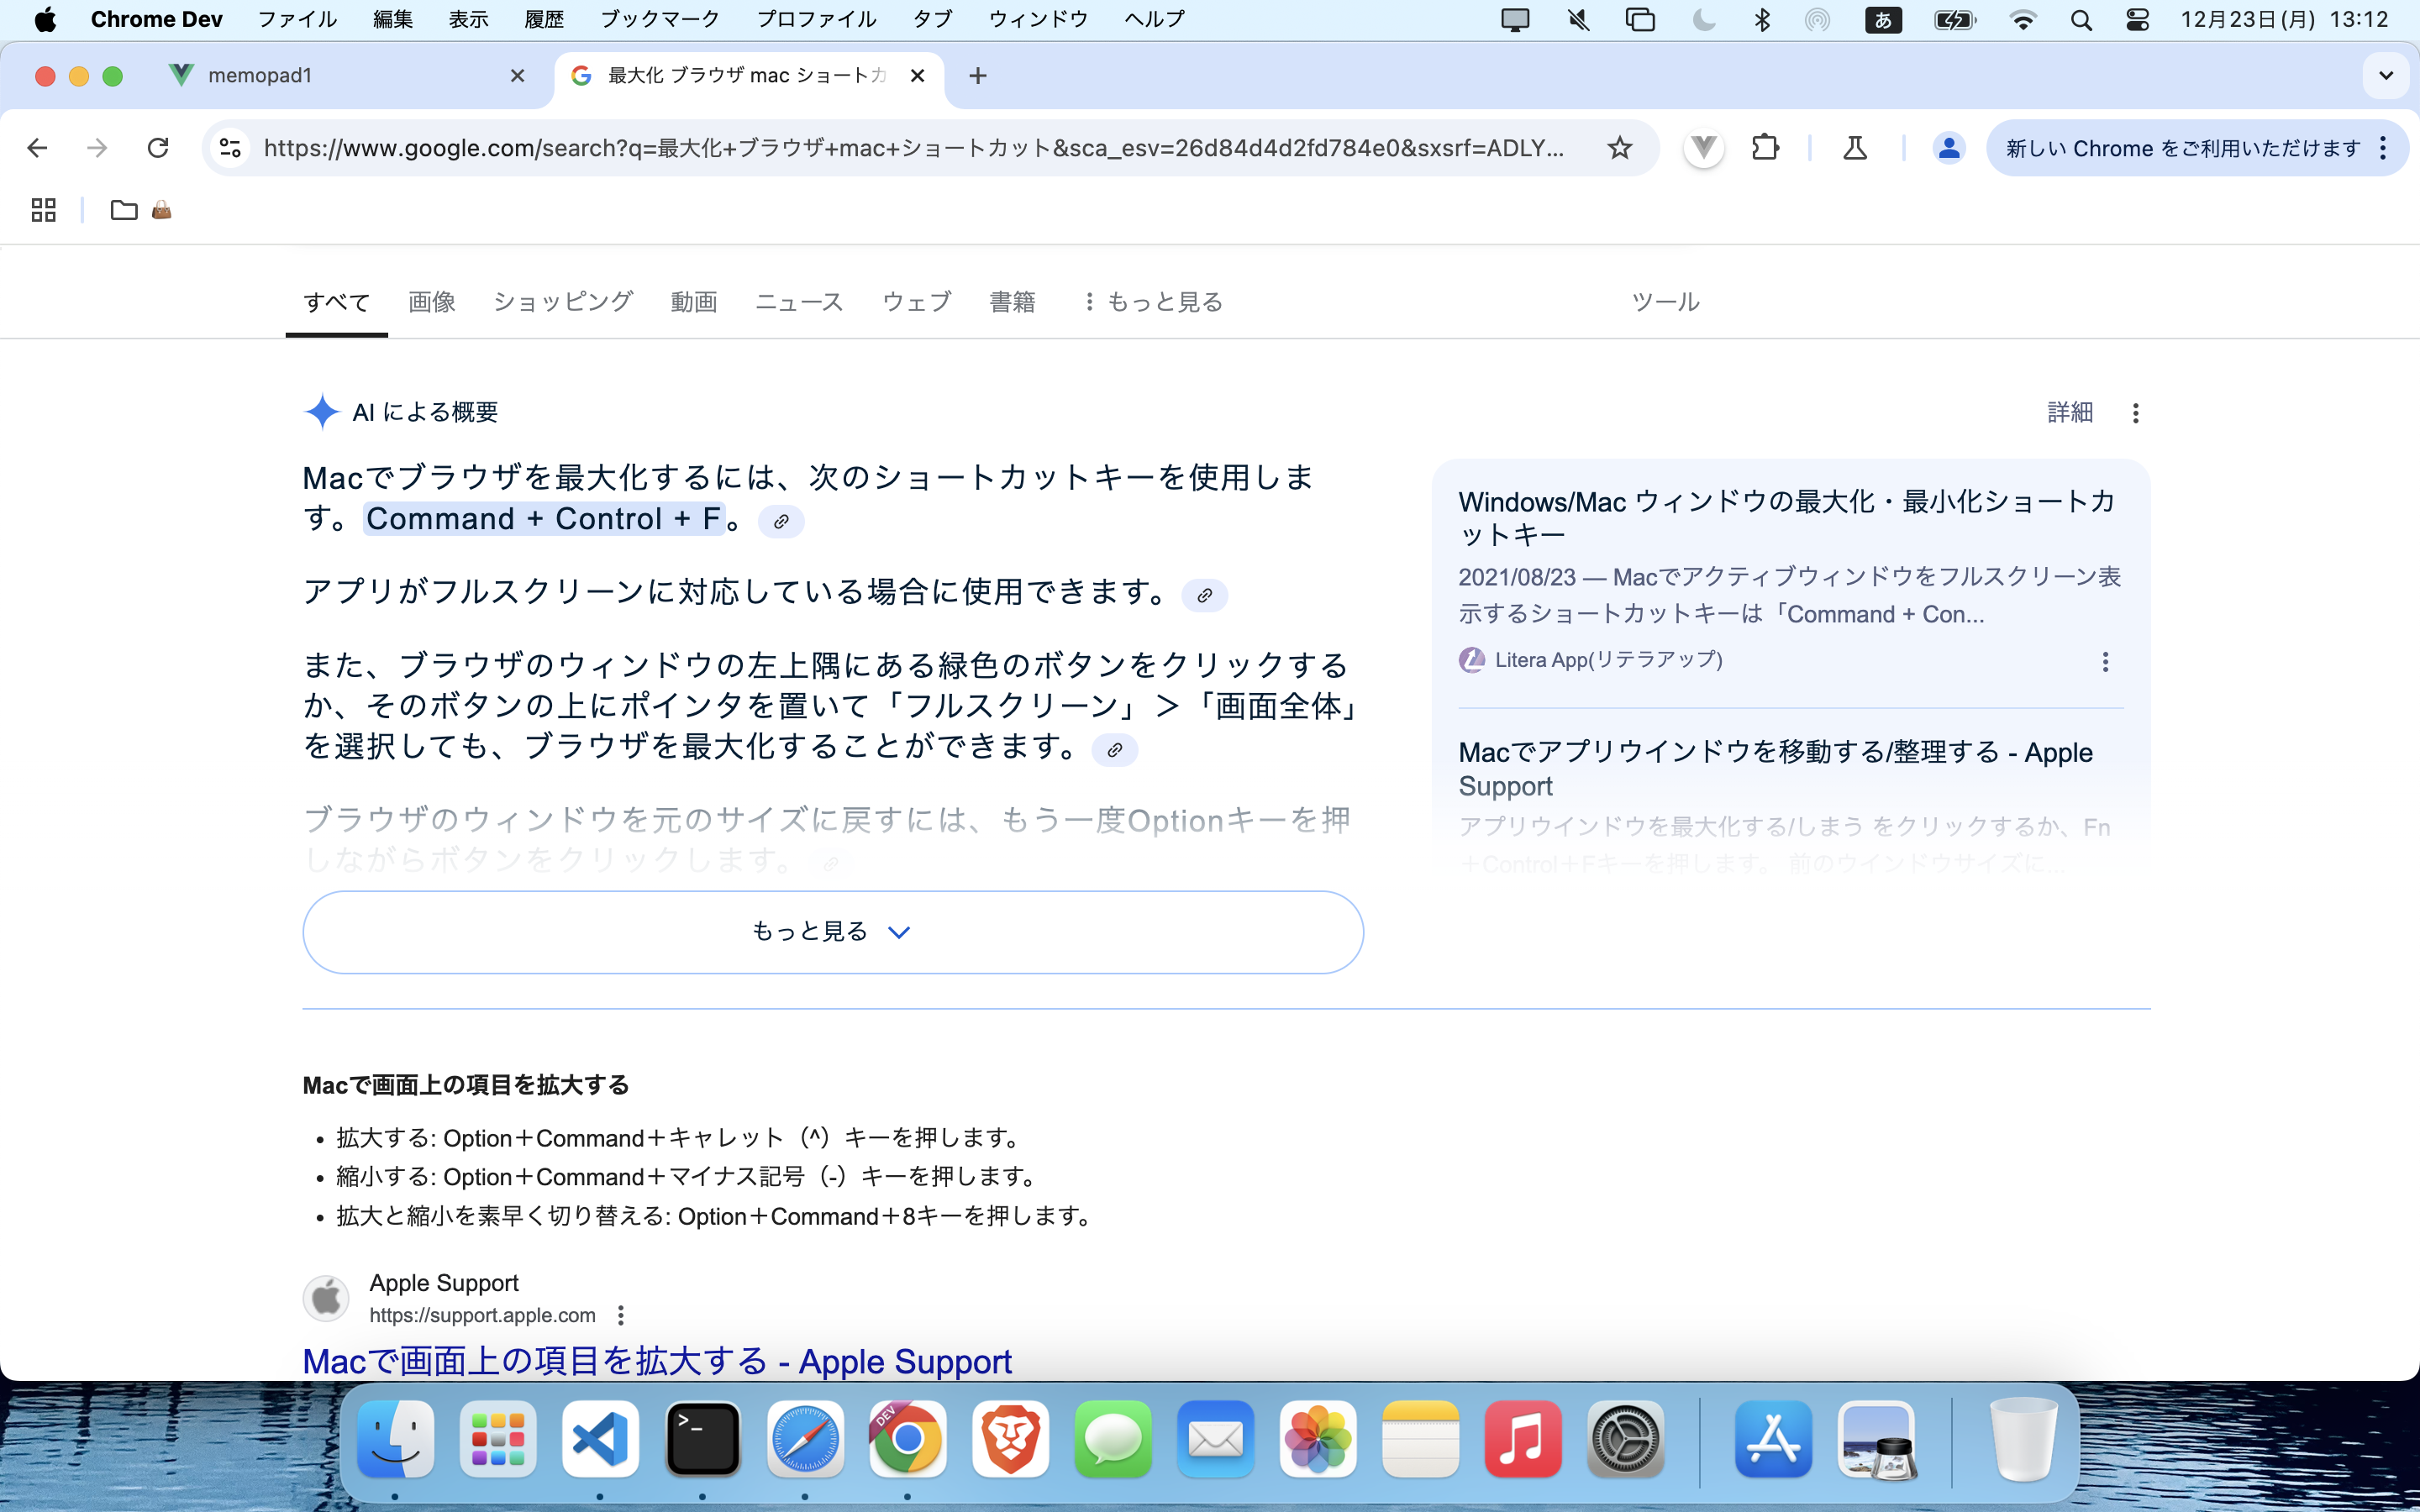 Chrome Dev ファイル 編集 表示 履歴 ブックマーク プロファイル タブ ウィンドウ ヘルプ あ 12月23日(月) 13:12
memopad1
最大化 ブラウザ mac ショートカ
https://www.google.com/search?q=最大化+ブラウザ+mac+ショートカット&sca_esv=26d84d4d2fd784e0&sxsrf=ADLY...
新しい Chrome をご利用いただけます
すべて 画像 ショッピング 動画 ニュース ウェブ 書籍 もっと見る ツール
AI による概要
詳細
Macでブラウザを最大化するには、次のショートカットキーを使用しま
す。Command + Control + F。
アプリがフルスクリーンに対応している場合に使用できます。
また、ブラウザのウィンドウの左上隅にある緑色のボタンをクリックする
か、そのボタンの上にポインタを置いて「フルスクリーン」＞「画面全体」
を選択しても、ブラウザを最大化することができます。
ブラウザのウィンドウを元のサイズに戻すには、もう一度Optionキーを押
しながらボタンをクリックします。
もっと見る
Windows/Mac ウィンドウの最大化・最小化ショートカ
ットキー
2021/08/23 — Macでアクティブウィンドウをフルスクリーン表
示するショートカットキーは「Command + Con...
Litera App(リテラアップ)
Macでアプリウインドウを移動する/整理する - Apple
Support
アプリウインドウを最大化する/しまう をクリックするか、Fn
＋Control＋Fキーを押します。 前のウインドウサイズに...
Macで画面上の項目を拡大する
拡大する: Option＋Command＋キャレット（^）キーを押します。
縮小する: Option＋Command＋マイナス記号（-）キーを押します。
拡大と縮小を素早く切り替える: Option＋Command＋8キーを押します。
Apple Support
https://support.apple.com
Macで画面上の項目を拡大する - Apple Support
DEV